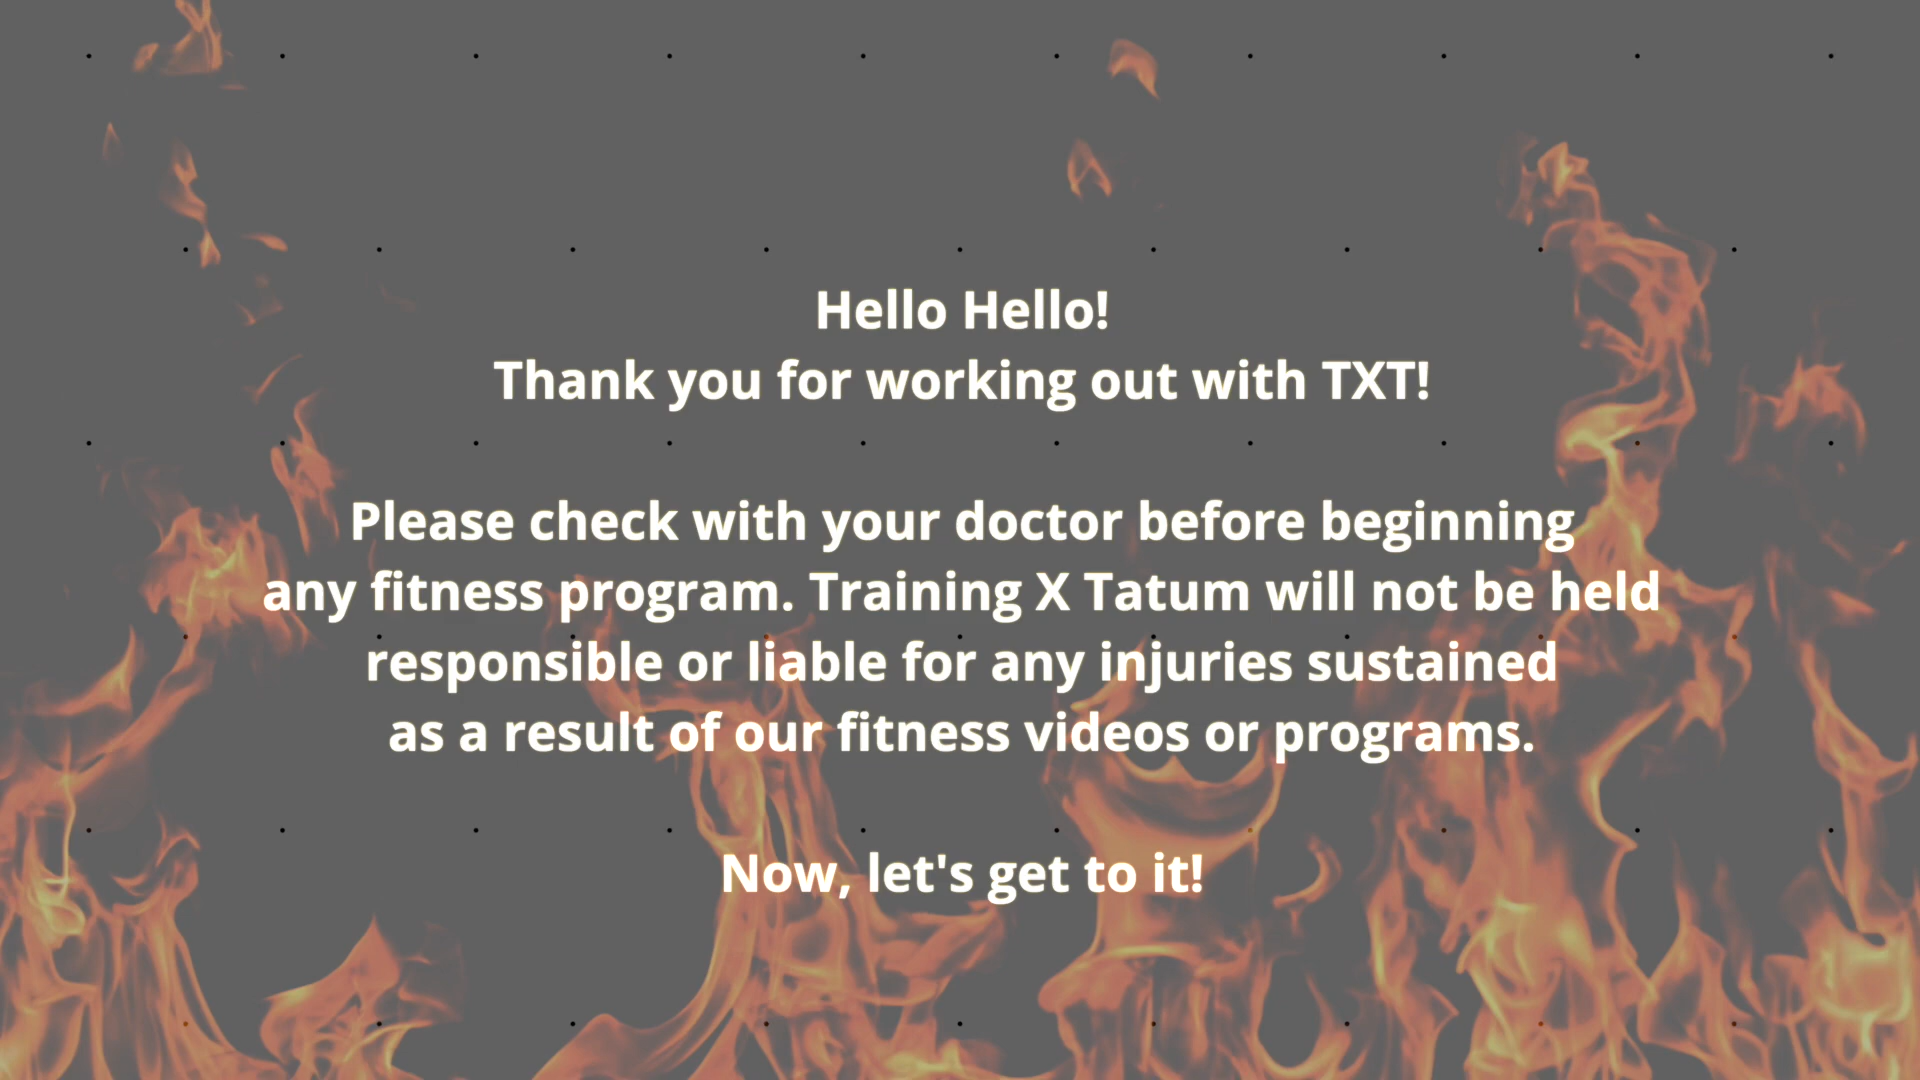 Hello Hello!
Thank you for working out with TXT!
Please check with your doctor before beginning
any fitness program. Training X Tatum will not be held
responsible or liable for any injuries sustained
as a result of our fitness videos or programs.
Now, let's get to it!